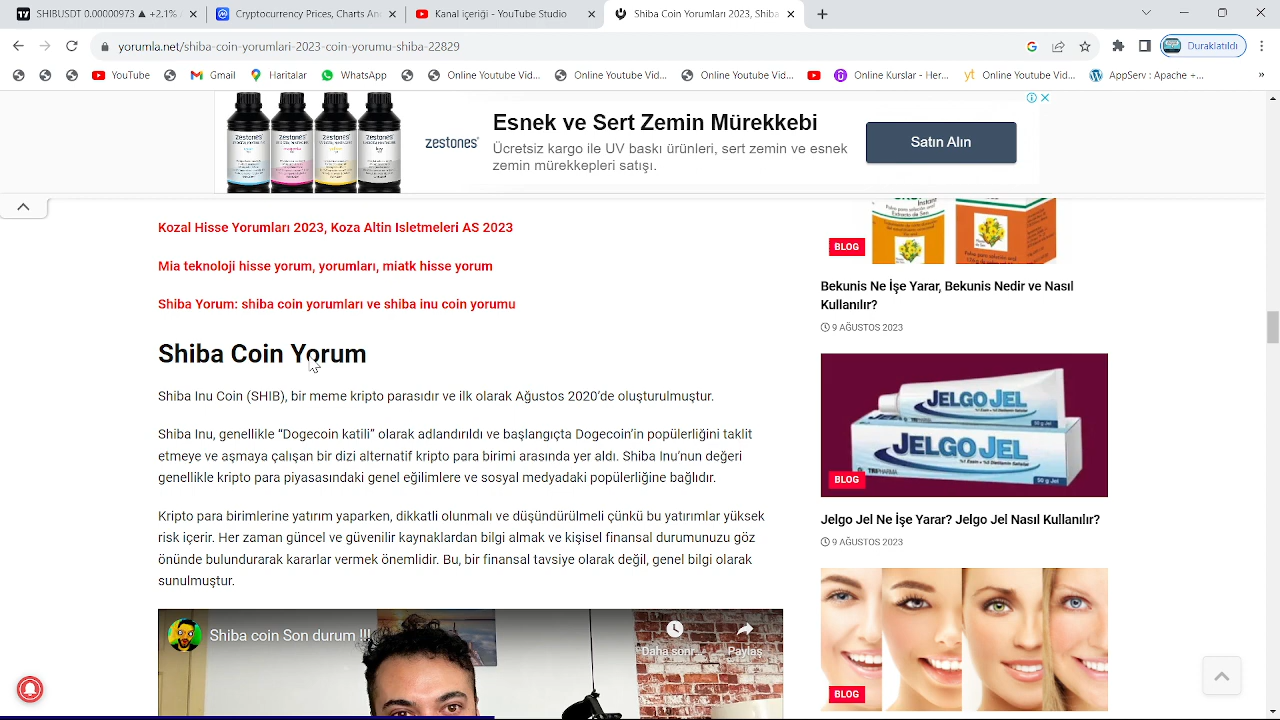 SHIBUSDT 0.00000973 ▲ +2.1%
Cryptocurrency Prices, Charts An
Kanal İçeriği - YouTube Studio
Shiba Coin Yorumları 2023, Shiba
yorumla.net/shiba-coin-yorumları-2023-coin-yorumu-shiba-22829
Duraklatıldı
YouTube
Gmail
Haritalar
WhatsApp
Online Youtube Vid...
Online Youtube Vid...
Online Youtube Vid...
Online Kurslar - Her...
Online Youtube Vid...
AppServ : Apache +...
zestones
Esnek ve Sert Zemin Mürekkebi
Ücretsiz kargo ile UV baskı ürünleri, sert zemin ve esnek
zemin mürekkepleri satışı.
Satın Alın
Koza Hisse Yorumları 2023, Koza Altin Isletmeleri AS 2023
Mia teknoloji hisse yorum, yorumları, miatk hisse yorum
Shiba Yorum: shiba coin yorumları ve shiba inu coin yorumu
Shiba Coin Yorum
Shiba Inu Coin (SHIB), bir meme kripto parasıdır ve ilk olarak Ağustos 2020'de oluşturulmuştur.
Shiba Inu, genellikle “Dogecoin katili” olarak adlandırıldı ve başlangıçta Dogecoin'in popülerliğini taklit
etmeye ve aşmaya çalışan bir dizi alternatif kripto para birimi arasında yer aldı. Shiba Inu'nun değeri
genellikle kripto para piyasasındaki genel eğilimlere ve sosyal medyadaki popülerliğine bağlıdır.
Kripto para birimlerine yatırım yaparken, dikkatli olunmalı ve düşündürülmeli çünkü bu yatırımlar yüksek
risk içerir. Her zaman güncel ve güvenilir kaynaklardan bilgi almak ve kişisel finansal durumunuzu göz
önünde bulundurarak kararlar vermek önemlidir. Bu, bir finansal tavsiye olarak değil, genel bilgi olarak
sunulmuştur.
Shiba coin Son durum !!!
Daha sonr...
Paylaş
BLOG
Bekunis Ne İşe Yarar, Bekunis Nedir ve Nasıl
Kullanılır?
9 AĞUSTOS 2023
JELGO JEL
JELGO JEL
50 g Jel
BLOG
Jelgo Jel Ne İşe Yarar? Jelgo Jel Nasıl Kullanılır?
9 AĞUSTOS 2023
BLOG